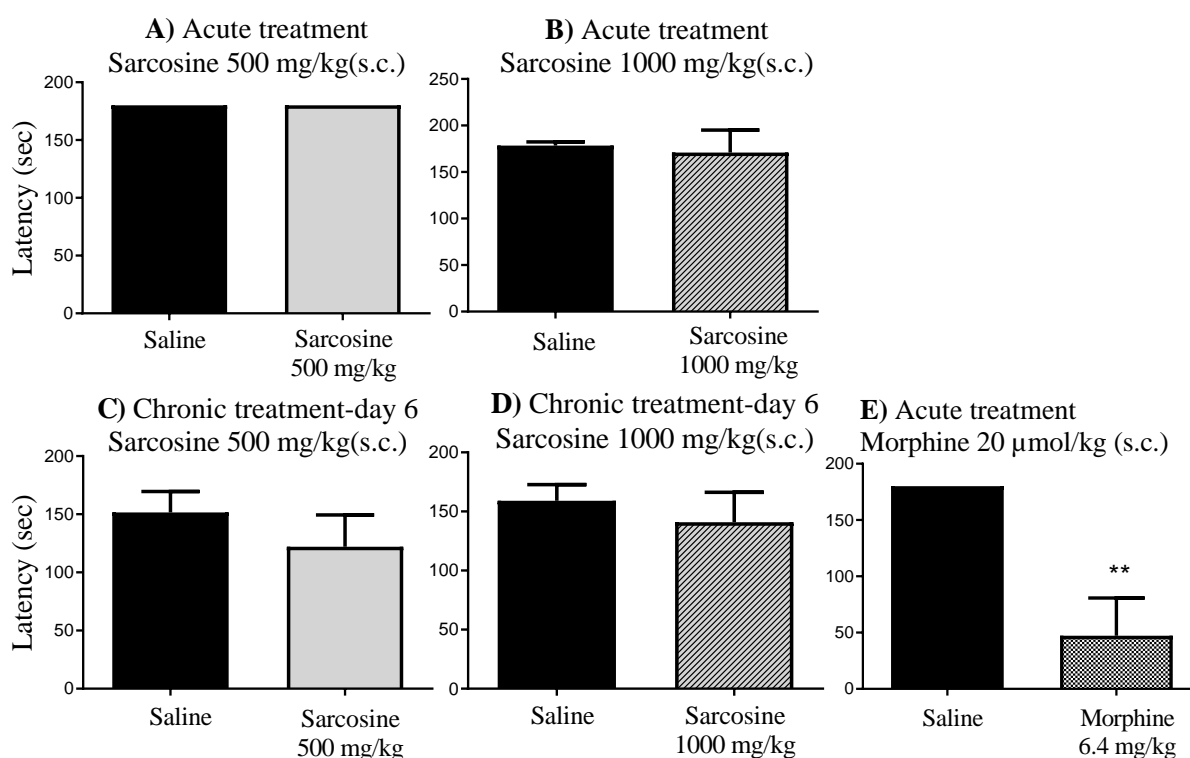 A) Acute treatment
Sarcosine 500 mg/kg(s.c.)
Latency (sec)
200
150
100
50
0
Saline
Sarcosine
500 mg/kg
B) Acute treatment
Sarcosine 1000 mg/kg(s.c.)
250
200
150
100
50
0
Saline
Sarcosine
1000 mg/kg
C) Chronic treatment-day 6
Sarcosine 500 mg/kg(s.c.)
Latency (sec)
200
150
100
50
0
Saline
Sarcosine
500 mg/kg
D) Chronic treatment-day 6
Sarcosine 1000 mg/kg(s.c.)
200
150
100
50
0
Saline
Sarcosine
1000 mg/kg
E) Acute treatment
Morphine 20 µmol/kg (s.c.)
200
150
100
50
0
**
Saline
Morphine
6.4 mg/kg